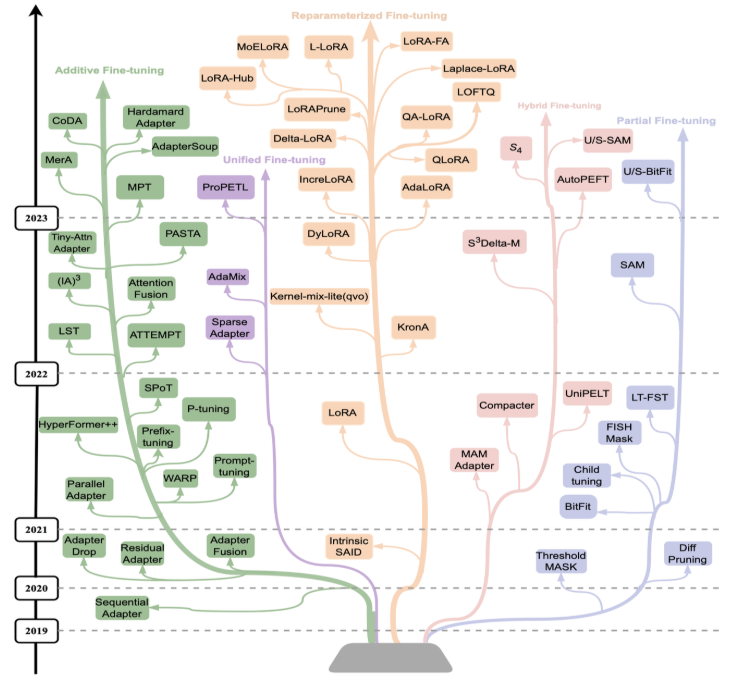 Reparameterized Fine-tuning
MoELoRA
L-LoRA
LoRA-FA
Additive Fine-tuning
LoRA-Hub
Laplace-LoRA
LOFTQ
CoDA
Hardamard
Adapter
LoRAPrune
QA-LoRA
Hybrid Fine-tuning
Partial Fine-tuning
AdapterSoup
Delta-LoRA
S4
U/S-SAM
MerA
Unified Fine-tuning
QLoRA
U/S-BitFit
MPT
ProPETL
IncreLoRA
AdaLoRA
AutoPEFT
2023
Tiny-Attn
Adapter
PASTA
DyLoRA
S³Delta-M
(IA)³
Attention
Fusion
AdaMix
SAM
Kernel-mix-lite(qvo)
LST
ATTEMPT
Sparse
Adapter
KronA
2022
SPoT
UniPELT
LT-FST
HyperFormer++
P-tuning
LoRA
Compacter
Prefix-
tuning
FISH
Mask
Parallel
Adapter
WARP
Prompt-
tuning
MAM
Adapter
Child
tuning
BitFit
2021
Adapter
Drop
Residual
Adapter
Adapter
Fusion
Intrinsic
SAID
Threshold
MASK
Diff
Pruning
2020
Sequential
Adapter
2019